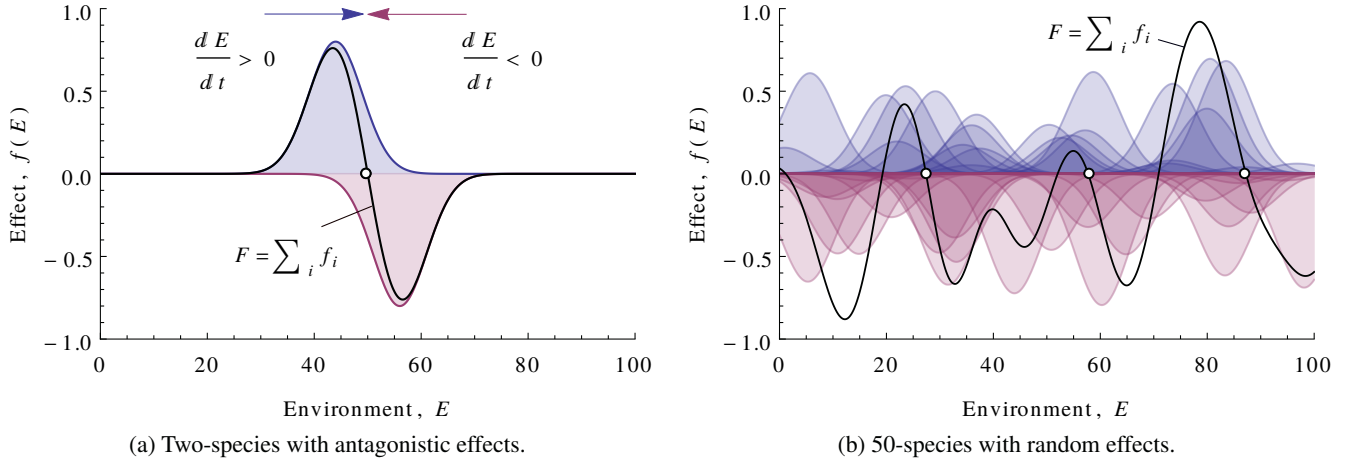 1.0
0.5
0.0
−0.5
−1.0
0 20 40 60 80 100
Effect, f(E)
Environment, E
dE/dt > 0
dE/dt < 0
F = ∑ᵢ fᵢ
(a) Two-species with antagonistic effects.
1.0
0.5
0.0
−0.5
−1.0
0 20 40 60 80 100
Effect, f(E)
Environment, E
F = ∑ᵢ fᵢ
(b) 50-species with random effects.